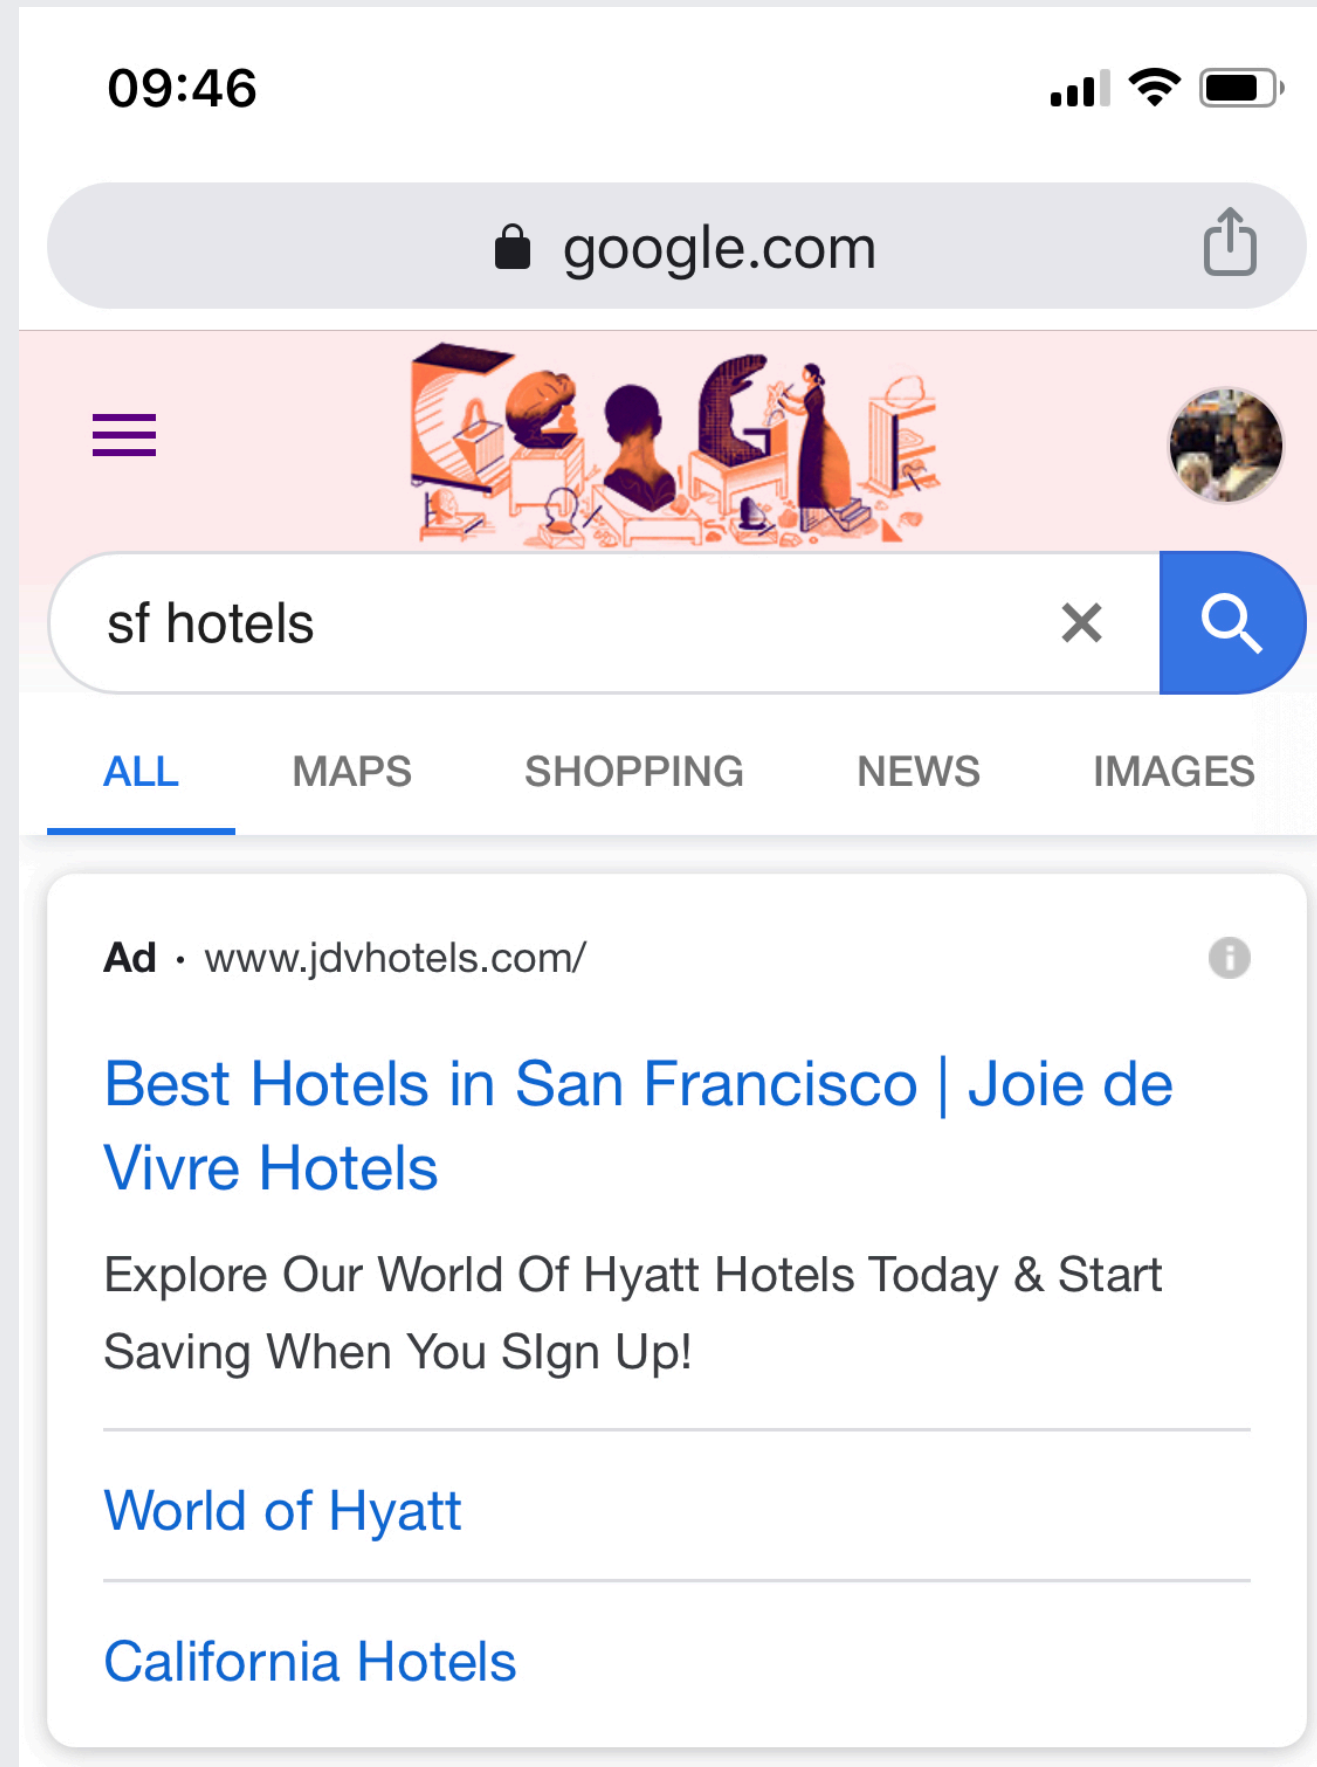 09:46
google.com
sf hotels
ALL MAPS SHOPPING NEWS IMAGES
Ad · www.jdvhotels.com/
Best Hotels in San Francisco | Joie de
Vivre Hotels
Explore Our World Of Hyatt Hotels Today & Start
Saving When You SIgn Up!
World of Hyatt
California Hotels